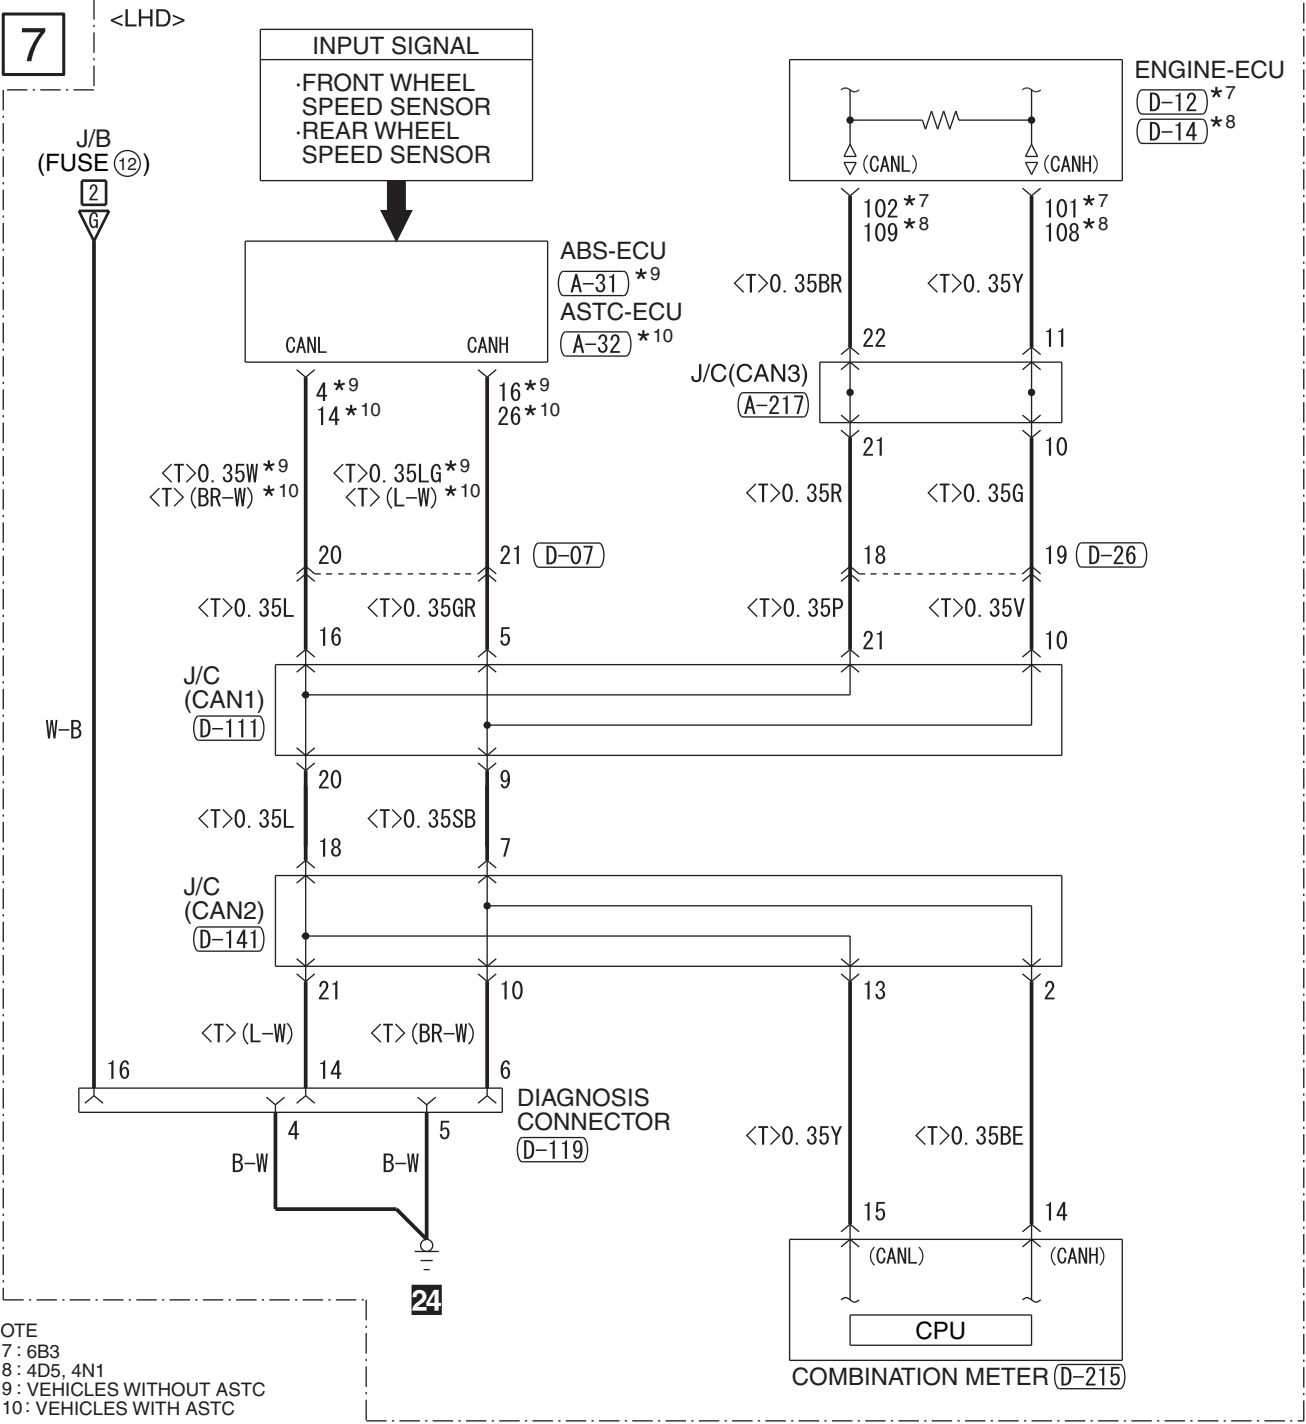 7
<LHD>
INPUT SIGNAL
·FRONT WHEEL
SPEED SENSOR
·REAR WHEEL
SPEED SENSOR
J/B
(FUSE ⑫)
2
G
W-B
ABS-ECU
A-31 *9
ASTC-ECU
A-32 *10
CANL
CANH
4*9
14*10
16*9
26*10
<T>0.35W*9
<T>(BR-W)*10
<T>0.35LG*9
<T>(L-W)*10
20
21 D-07
<T>0.35L
<T>0.35GR
16
5
ENGINE-ECU
D-12 *7
D-14 *8
(CANL)
(CANH)
102*7
109*8
101*7
108*8
<T>0.35BR
<T>0.35Y
22
11
J/C(CAN3)
A-217
21
10
<T>0.35R
<T>0.35G
18
19 D-26
<T>0.35P
<T>0.35V
21
10
J/C
(CAN1)
D-111
20
9
<T>0.35L
<T>0.35SB
18
7
J/C
(CAN2)
D-141
21
10
13
2
<T>(L-W)
<T>(BR-W)
16
14
6
DIAGNOSIS
CONNECTOR
D-119
4
5
B-W
B-W
24
<T>0.35Y
<T>0.35BE
15
14
(CANL)
(CANH)
CPU
COMBINATION METER D-215
OTE
7 : 6B3
8 : 4D5, 4N1
9 : VEHICLES WITHOUT ASTC
10 : VEHICLES WITH ASTC